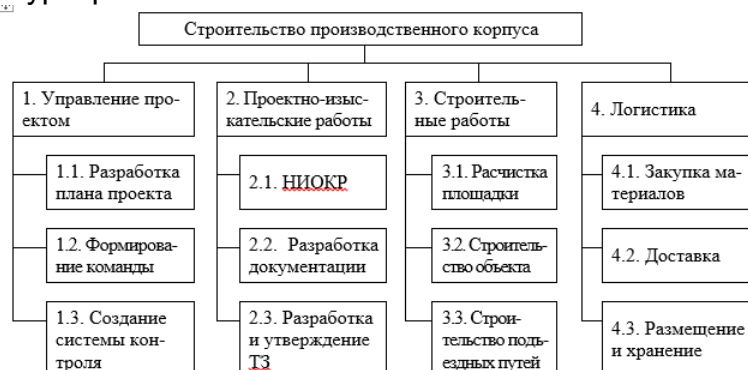 Строительство производственного корпуса
1. Управление про-
ектом
2. Проектно-изыс-
кательские работы
3. Строитель-
ные работы
4. Логистика
1.1. Разработка
плана проекта
2.1. НИОКР
3.1. Расчистка
площадки
4.1. Закупка ма-
териалов
1.2. Формирова-
ние команды
2.2. Разработка
документации
3.2. Строитель-
ство объекта
4.2. Доставка
1.3. Создание
системы кон-
троля
2.3. Разработка
и утверждение
ТЗ
3.3. Строи-
тельство подъ-
ездных путей
4.3. Размещение
и хранение